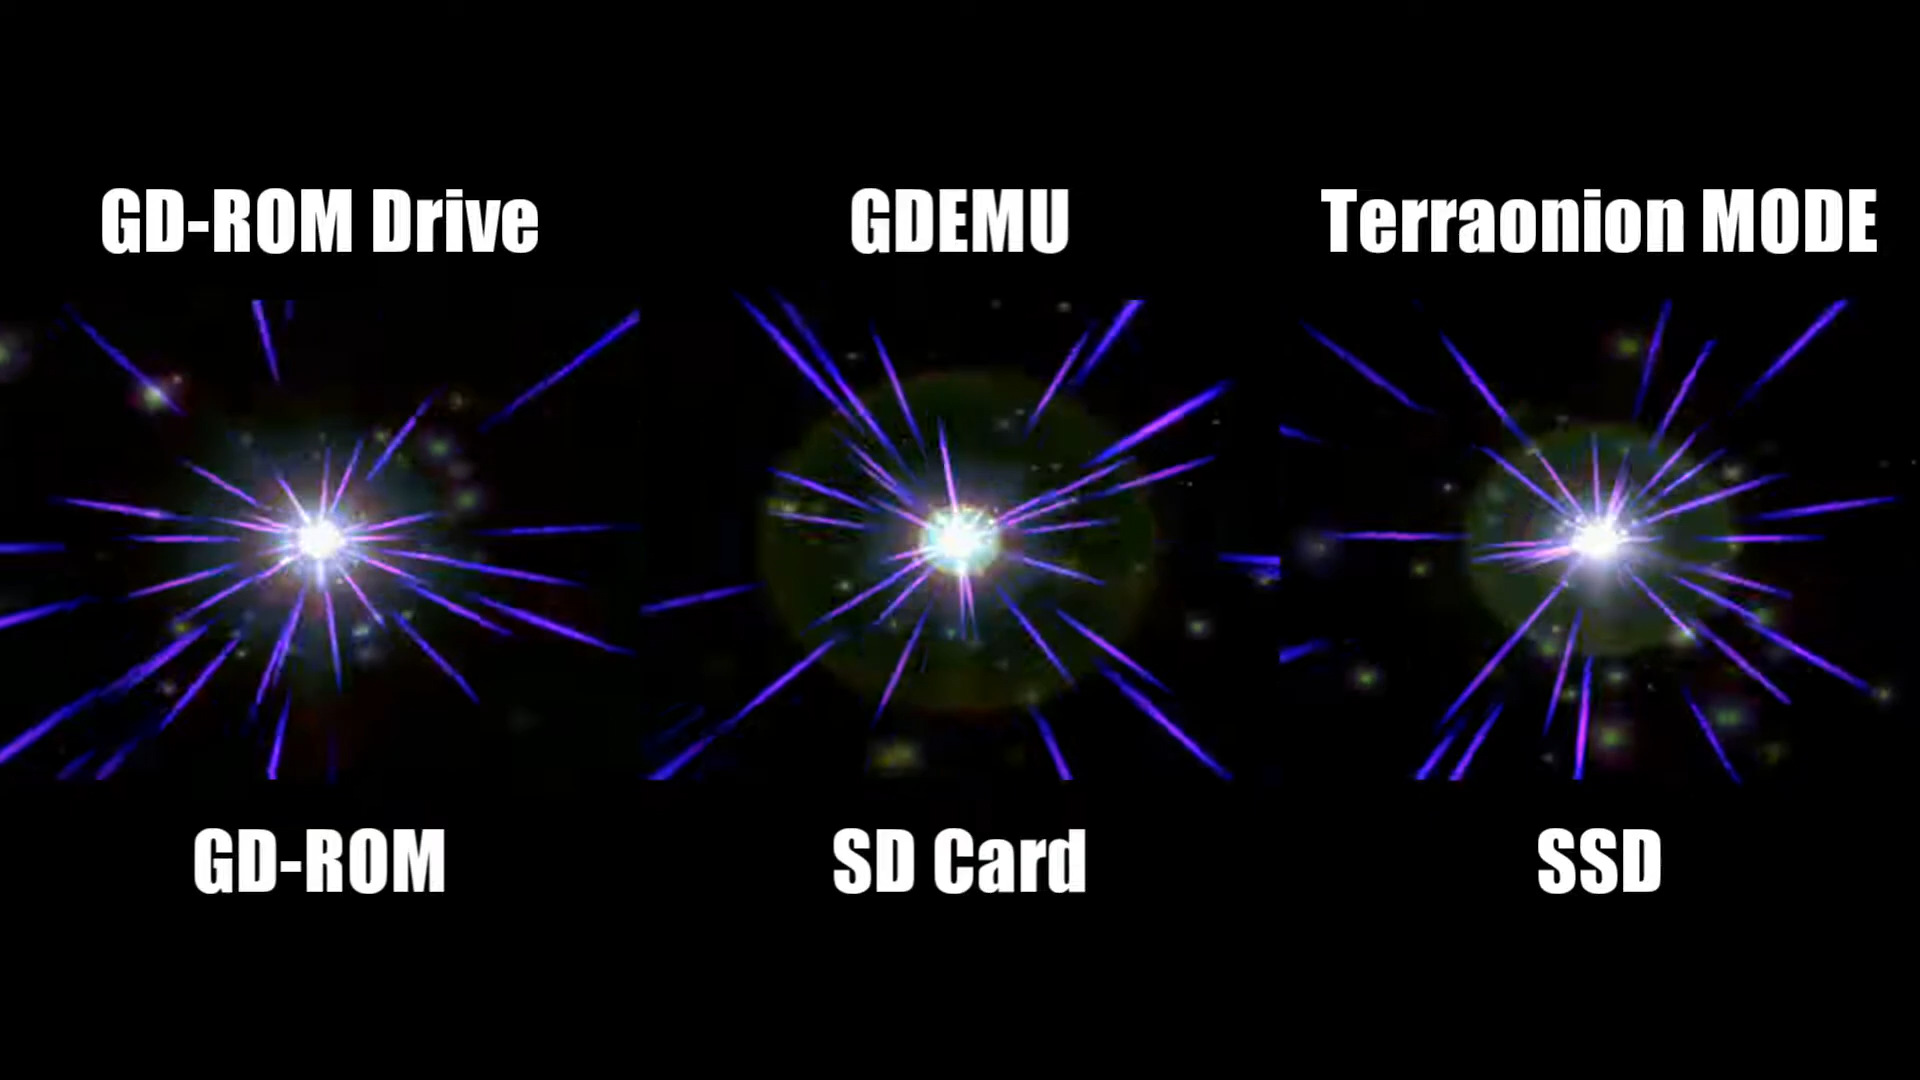 GD-ROM Drive
GDEMU
Terraonion MODE
GD-ROM
SD Card
SSD